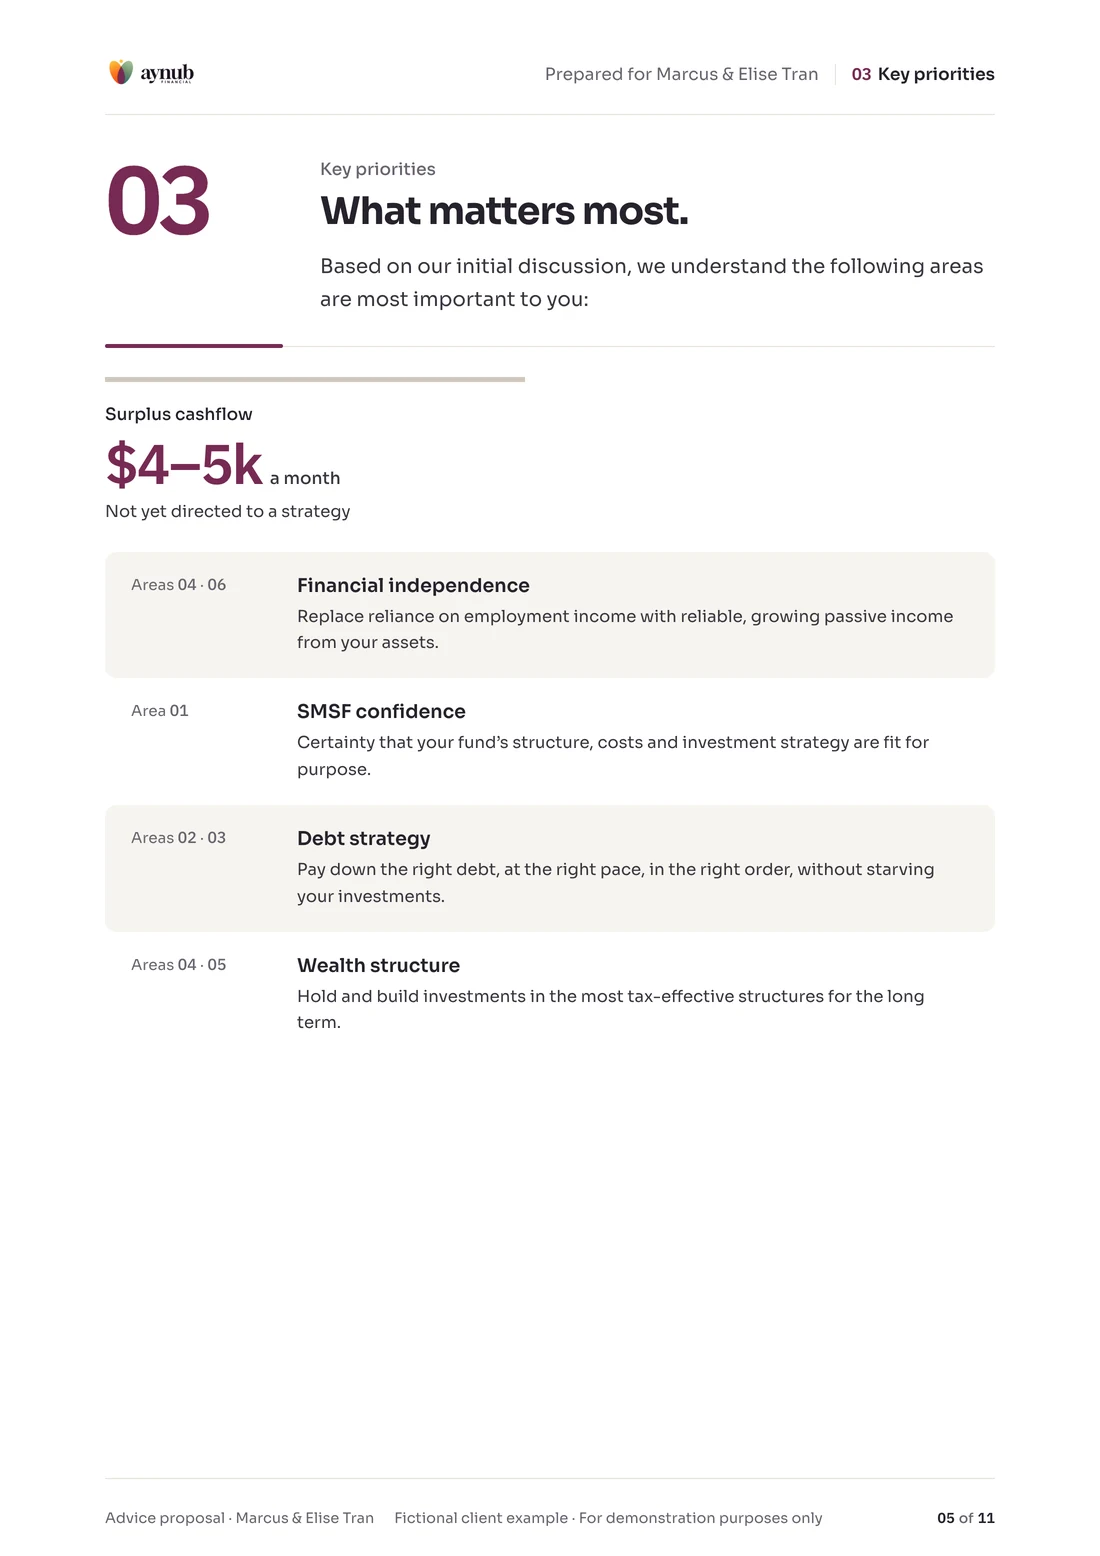 aynub
FINANCIAL
Prepared for Marcus & Elise Tran
03 Key priorities
03
Key priorities
What matters most.
Based on our initial discussion, we understand the following areas
are most important to you:
Surplus cashflow
$4–5k a month
Not yet directed to a strategy
Areas 04 · 06
Financial independence
Replace reliance on employment income with reliable, growing passive income
from your assets.
Area 01
SMSF confidence
Certainty that your fund’s structure, costs and investment strategy are fit for
purpose.
Areas 02 · 03
Debt strategy
Pay down the right debt, at the right pace, in the right order, without starving
your investments.
Areas 04 · 05
Wealth structure
Hold and build investments in the most tax-effective structures for the long
term.
Advice proposal · Marcus & Elise Tran
Fictional client example · For demonstration purposes only
05 of 11